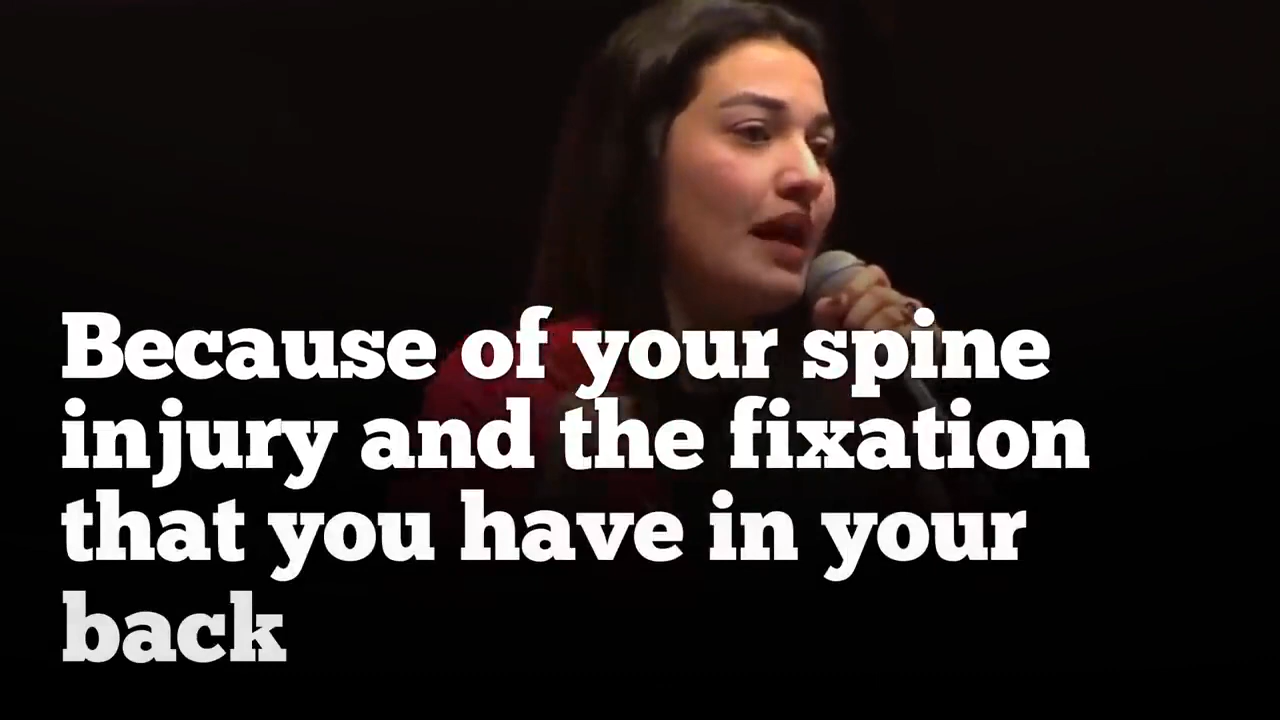 Because of your spine
injury and the fixation
that you have in your
back